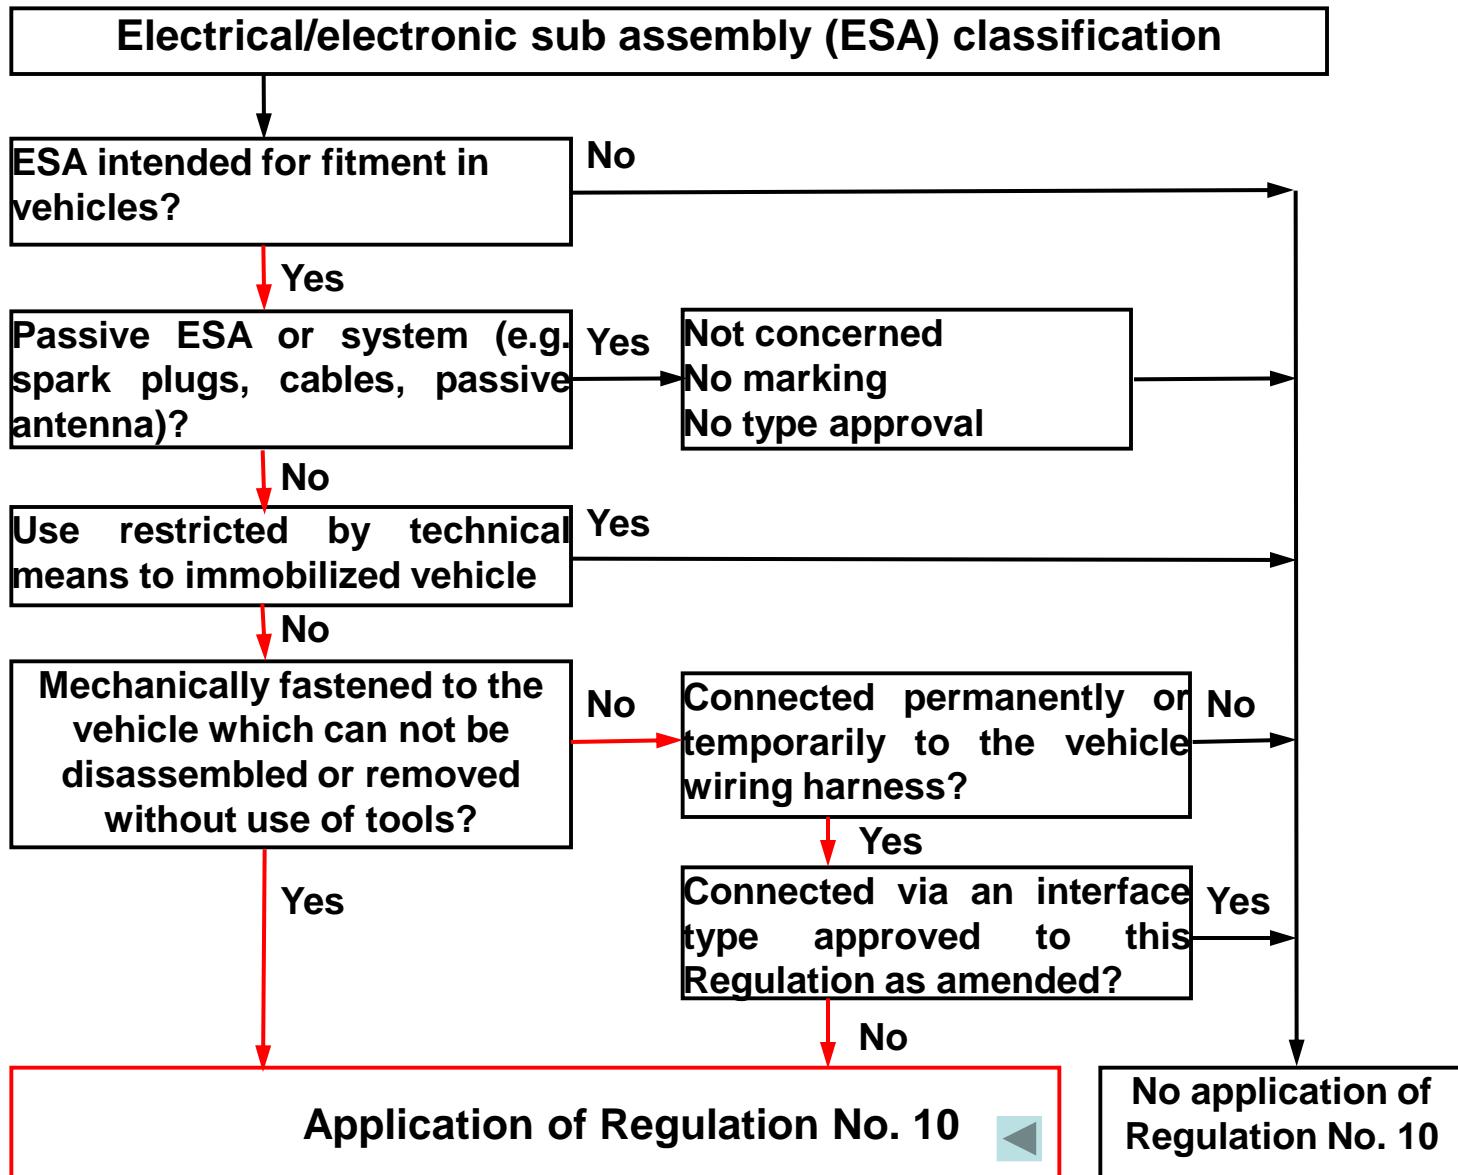 Electrical/electronic sub assembly (ESA) classification
ESA intended for fitment in
vehicles?
No
Yes
Passive ESA or system (e.g.
spark plugs, cables, passive
antenna)?
Yes
Not concerned
No marking
No type approval
No
Use restricted by technical
means to immobilized vehicle
Yes
No
Mechanically fastened to the
vehicle which can not be
disassembled or removed
without use of tools?
No
Connected permanently or
temporarily to the vehicle
wiring harness?
No
Yes
Yes
Connected via an interface
type approved to this
Regulation as amended?
Yes
No
Application of Regulation No. 10
No application of
Regulation No. 10